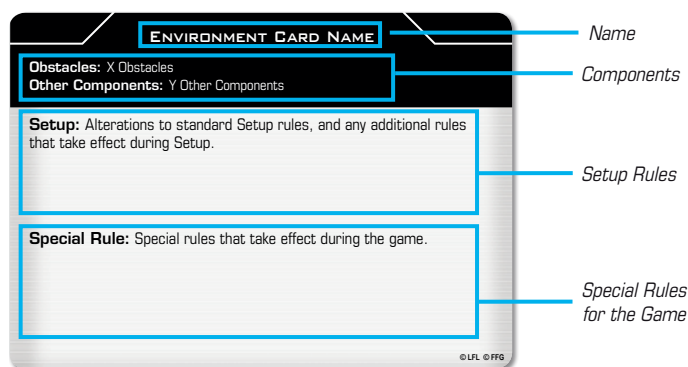 Environment Card Name
Name
Obstacles: X Obstacles
Other Components: Y Other Components
Components
Setup: Alterations to standard Setup rules, and any additional rules
that take effect during Setup.
Setup Rules
Special Rule: Special rules that take effect during the game.
Special Rules
for the Game
© LFL © FFG